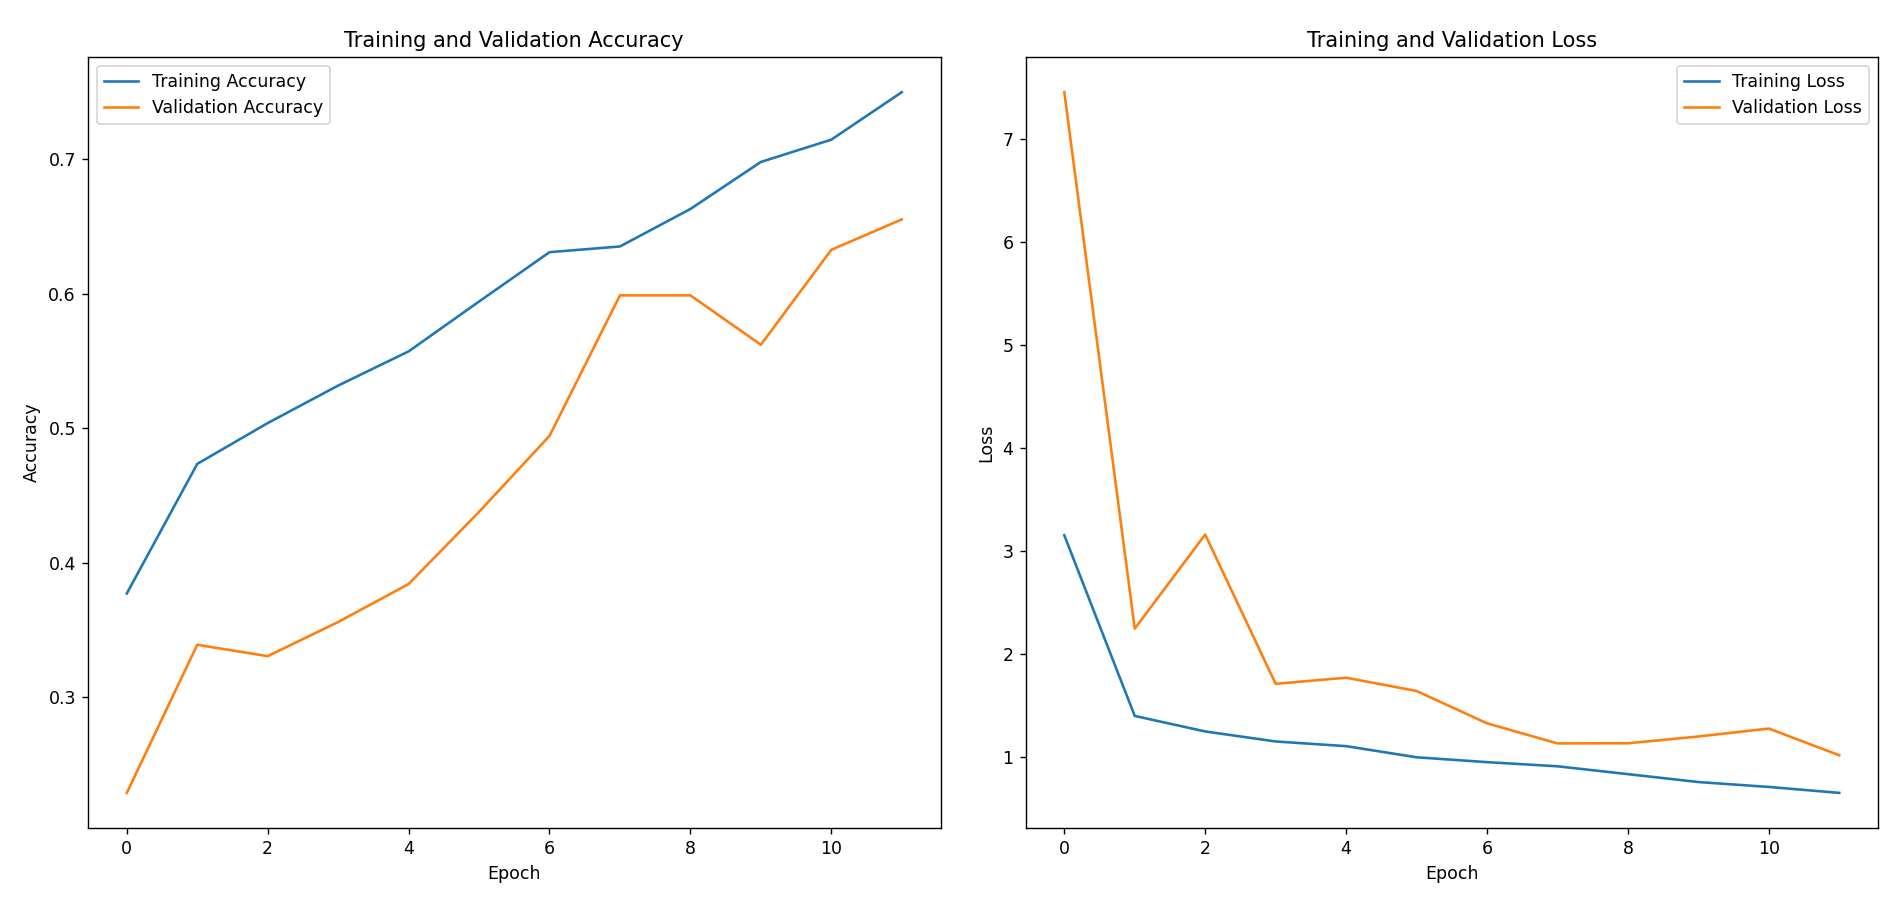 Training and Validation Accuracy
Training Accuracy
Validation Accuracy
0.7
0.6
0.5
0.4
0.3
Accuracy
0 2 4 6 8 10
Epoch
Training and Validation Loss
Training Loss
Validation Loss
7
6
5
4
3
2
1
Loss
0 2 4 6 8 10
Epoch